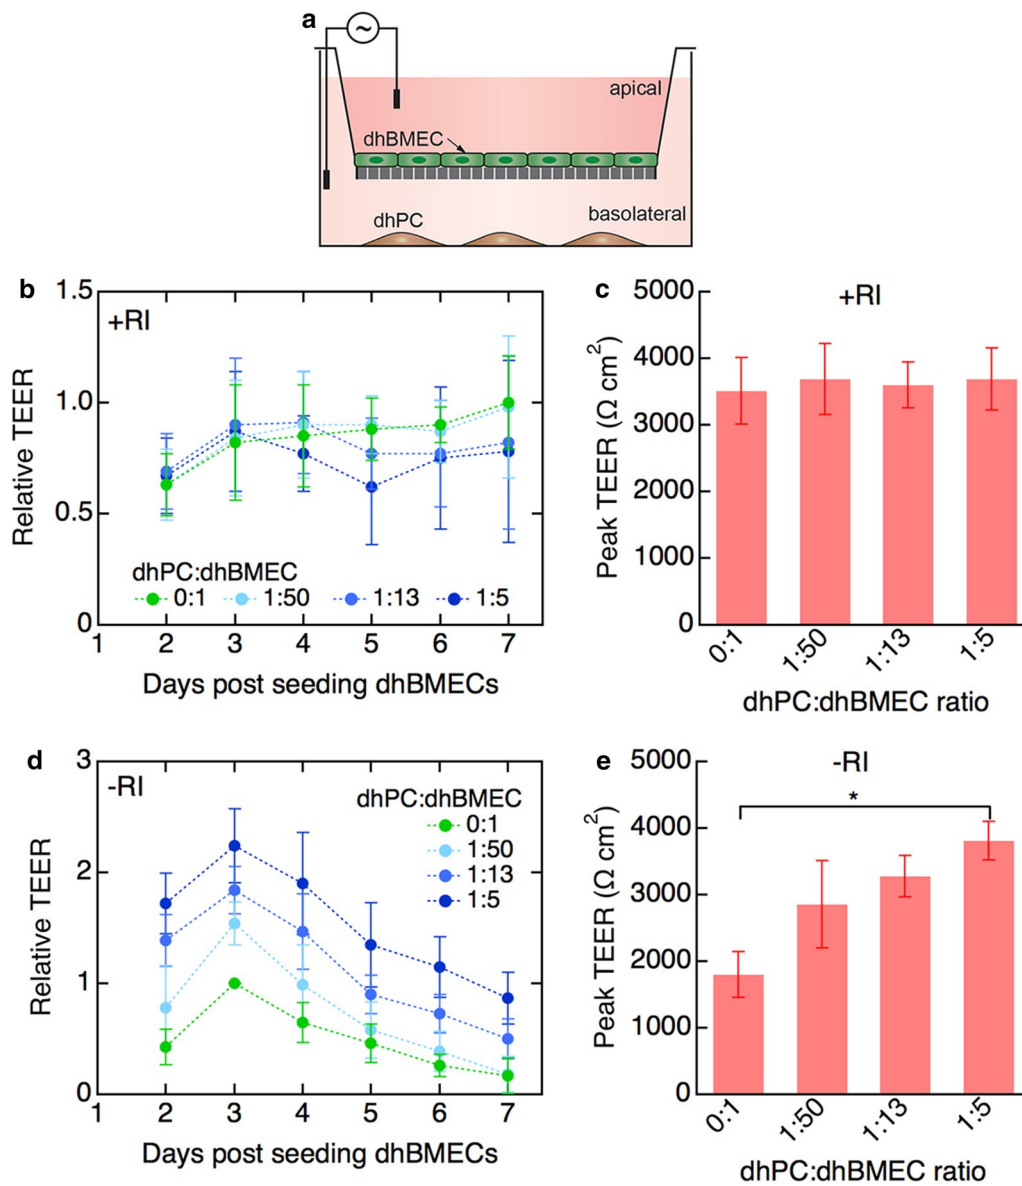 a
~
apical
dhBMEC
dhPC
basolateral
b
+RI
1.5
1.0
0.5
0
Relative TEER
dhPC:dhBMEC
0:1 1:50 1:13 1:5
1 2 3 4 5 6 7
Days post seeding dhBMECs
c
+RI
5000
4000
3000
2000
1000
0
Peak TEER (Ω cm²)
0:1 1:50 1:13 1:5
dhPC:dhBMEC ratio
d
-RI
3
2
1
0
Relative TEER
dhPC:dhBMEC
0:1
1:50
1:13
1:5
1 2 3 4 5 6 7
Days post seeding dhBMECs
e
-RI
*
5000
4000
3000
2000
1000
0
Peak TEER (Ω cm²)
0:1 1:50 1:13 1:5
dhPC:dhBMEC ratio